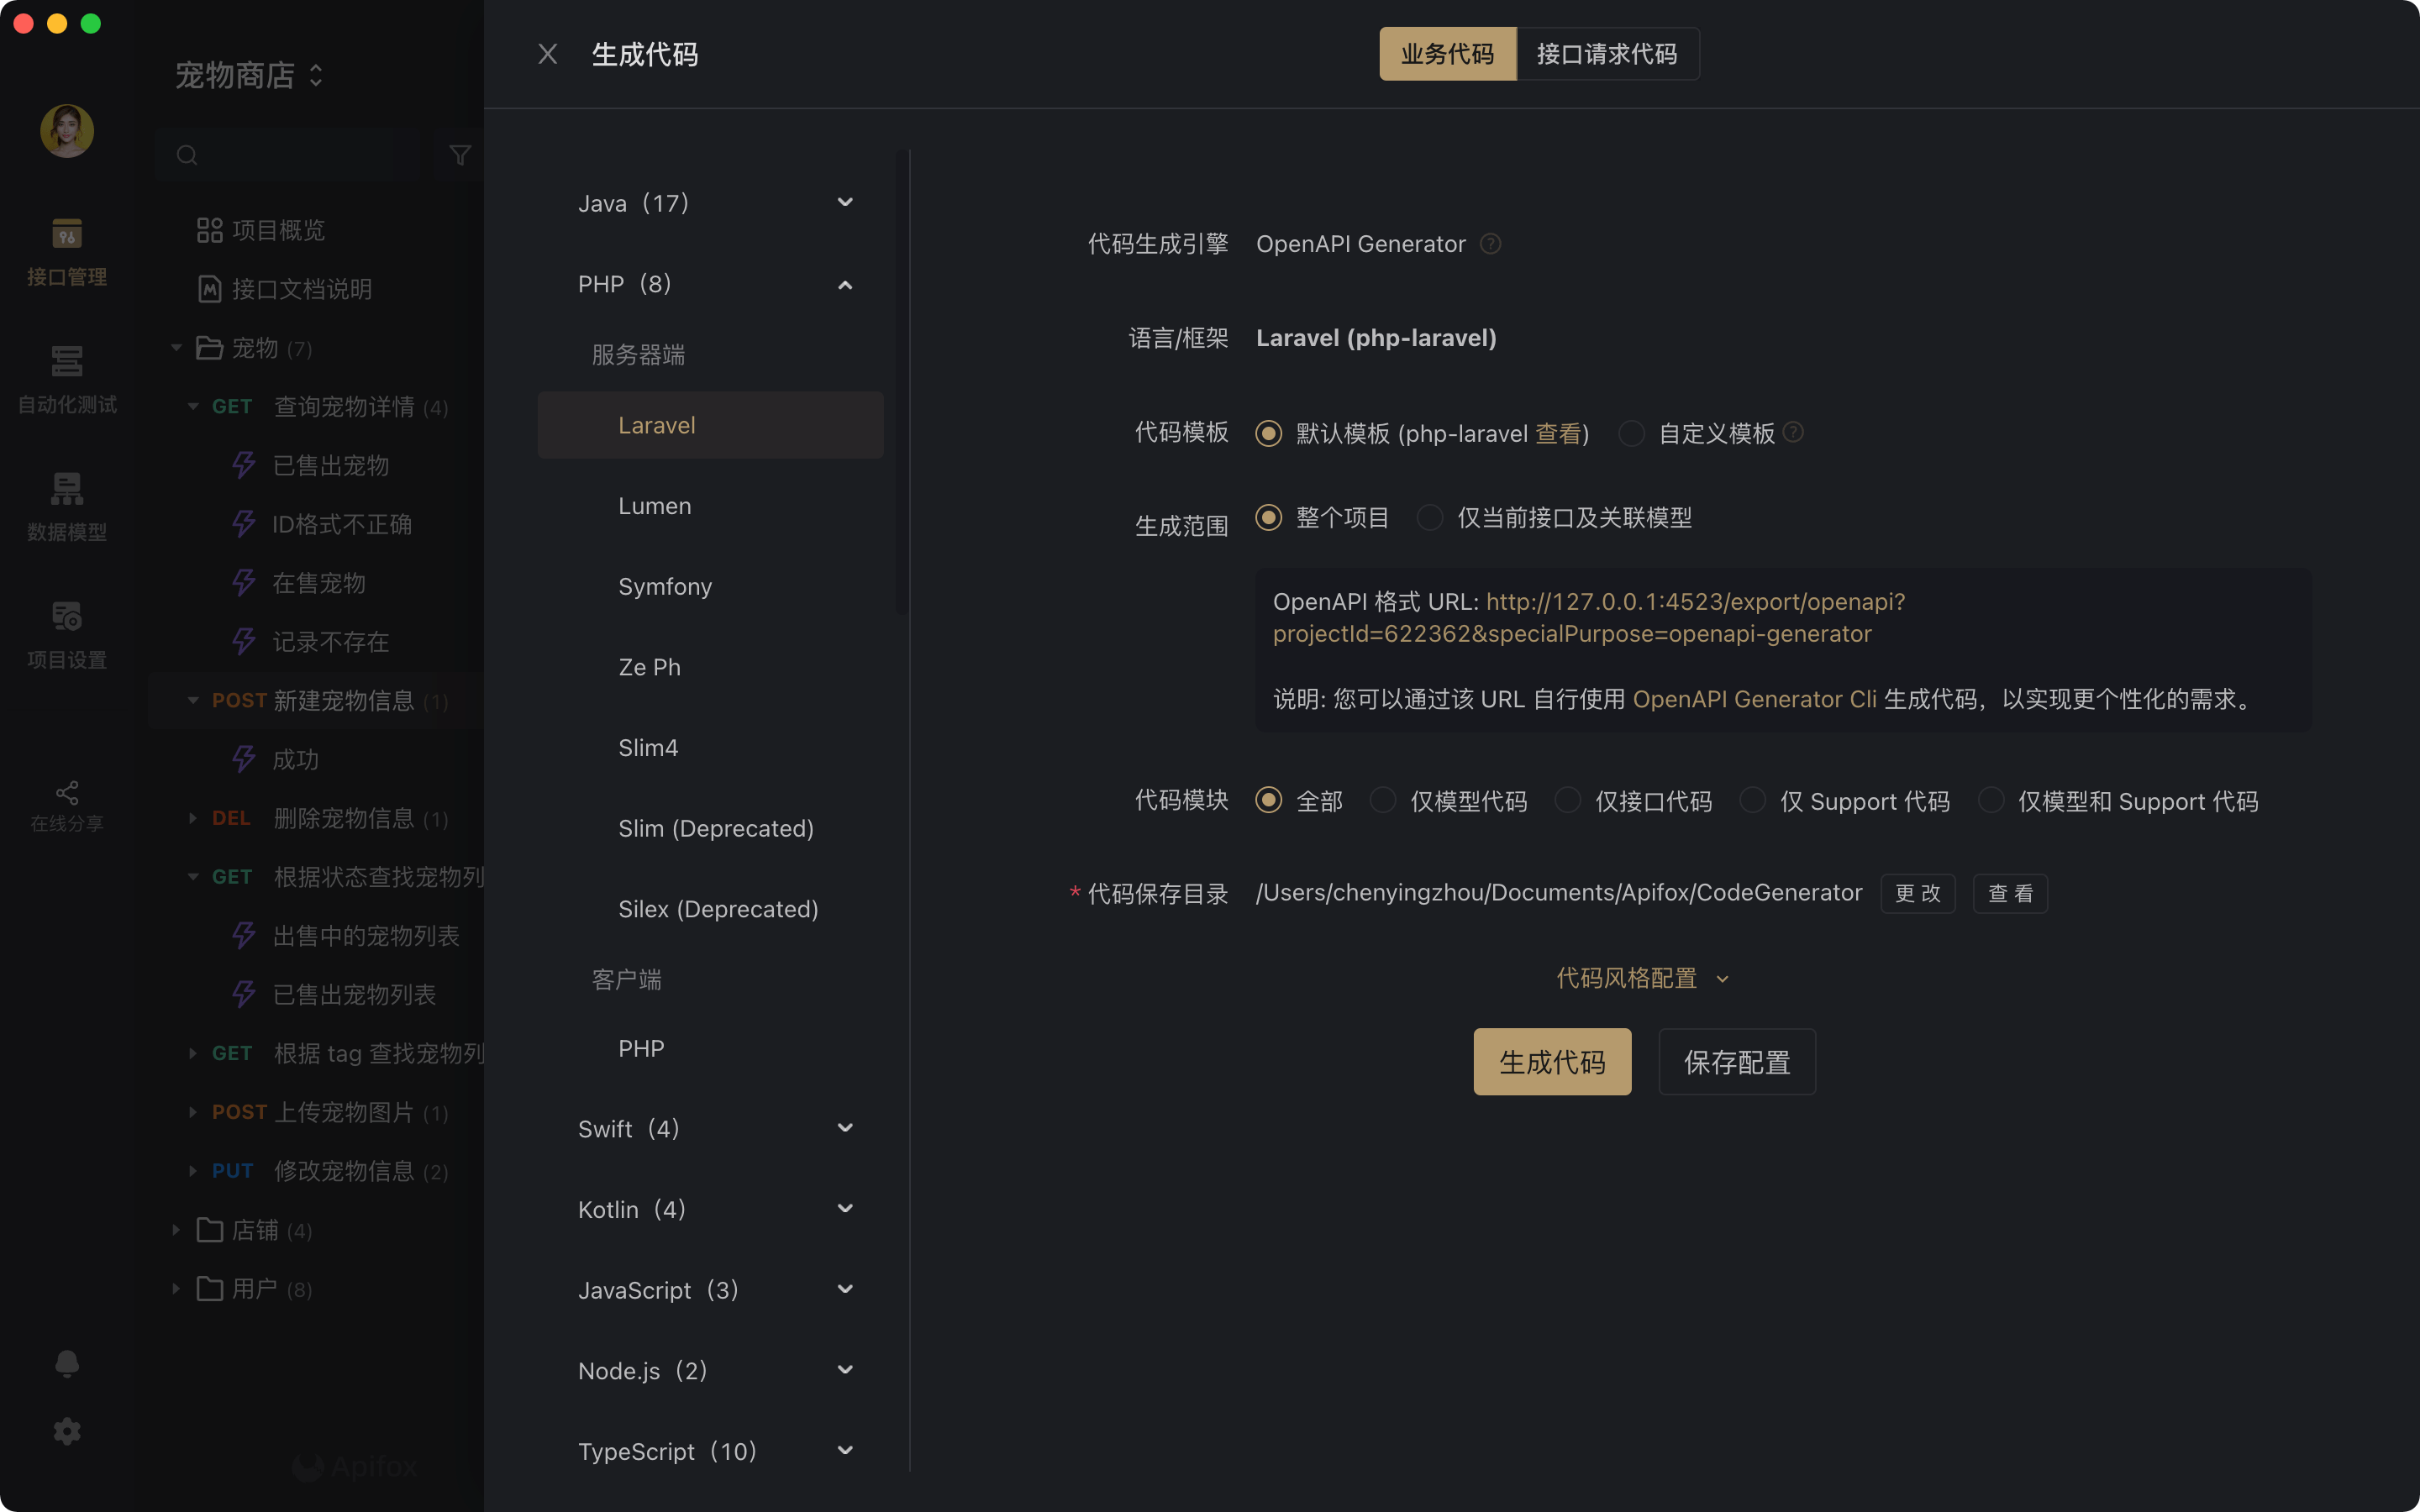 生成代码
业务代码
接口请求代码
宠物商店
接口管理
自动化测试
数据模型
项目设置
在线分享
项目概览
接口文档说明
宠物 (7)
GET 查询宠物详情 (4)
已售出宠物
ID格式不正确
在售宠物
记录不存在
POST 新建宠物信息 (1)
成功
DEL 删除宠物信息 (1)
GET 根据状态查找宠物列
出售中的宠物列表
已售出宠物列表
GET 根据 tag 查找宠物列
POST 上传宠物图片 (1)
PUT 修改宠物信息 (2)
店铺 (4)
用户 (8)
Apifox
Java（17）
PHP（8）
服务器端
Laravel
Lumen
Symfony
Ze Ph
Slim4
Slim (Deprecated)
Silex (Deprecated)
客户端
PHP
Swift（4）
Kotlin（4）
JavaScript（3）
Node.js（2）
TypeScript（10）
代码生成引擎 OpenAPI Generator
语言/框架 Laravel (php-laravel)
代码模板 默认模板 (php-laravel 查看) 自定义模板
生成范围 整个项目 仅当前接口及关联模型
OpenAPI 格式 URL: http://127.0.0.1:4523/export/openapi?
projectId=622362&specialPurpose=openapi-generator
说明: 您可以通过该 URL 自行使用 OpenAPI Generator Cli 生成代码，以实现更个性化的需求。
代码模块 全部 仅模型代码 仅接口代码 仅 Support 代码 仅模型和 Support 代码
* 代码保存目录 /Users/chenyingzhou/Documents/Apifox/CodeGenerator 更 改 查 看
代码风格配置
生成代码 保存配置